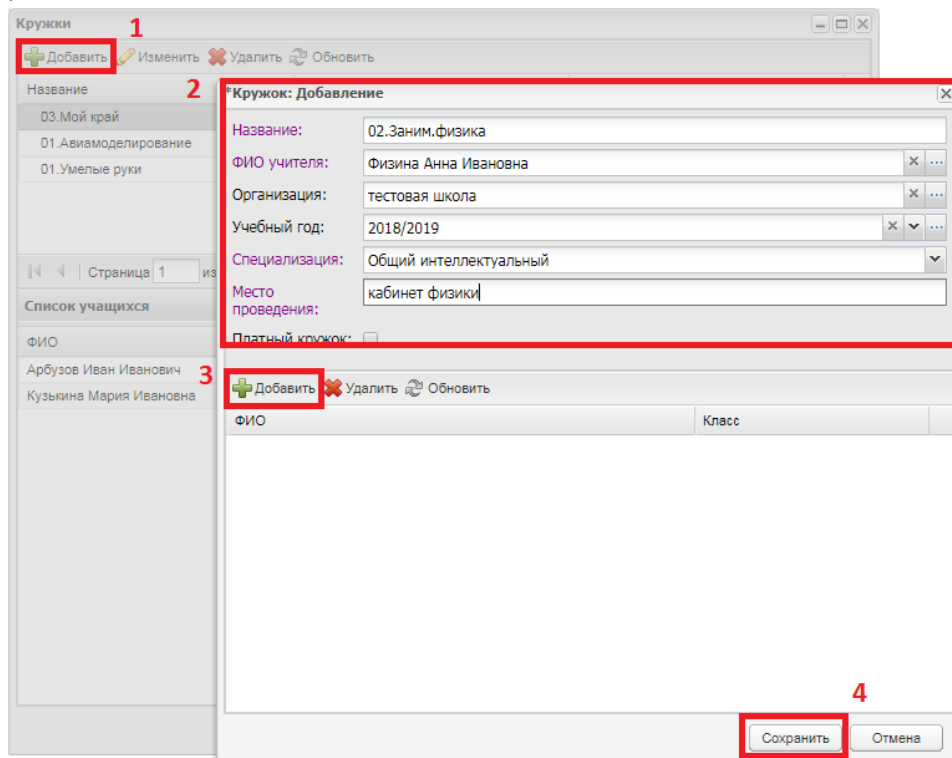 Кружки
1
Добавить Изменить Удалить Обновить
Название
2
03.Мой край
01.Авиамоделирование
01.Умелые руки
Страница 1 из
Список учащихся
ФИО
Арбузов Иван Иванович
3
Кузькина Мария Ивановна
*Кружок: Добавление
Название: 02.Заним.физика
ФИО учителя: Физина Анна Ивановна
Организация: тестовая школа
Учебный год: 2018/2019
Специализация: Общий интеллектуальный
Место проведения: кабинет физики
Платный кружок:
Добавить Удалить Обновить
ФИО Класс
4
Сохранить Отмена